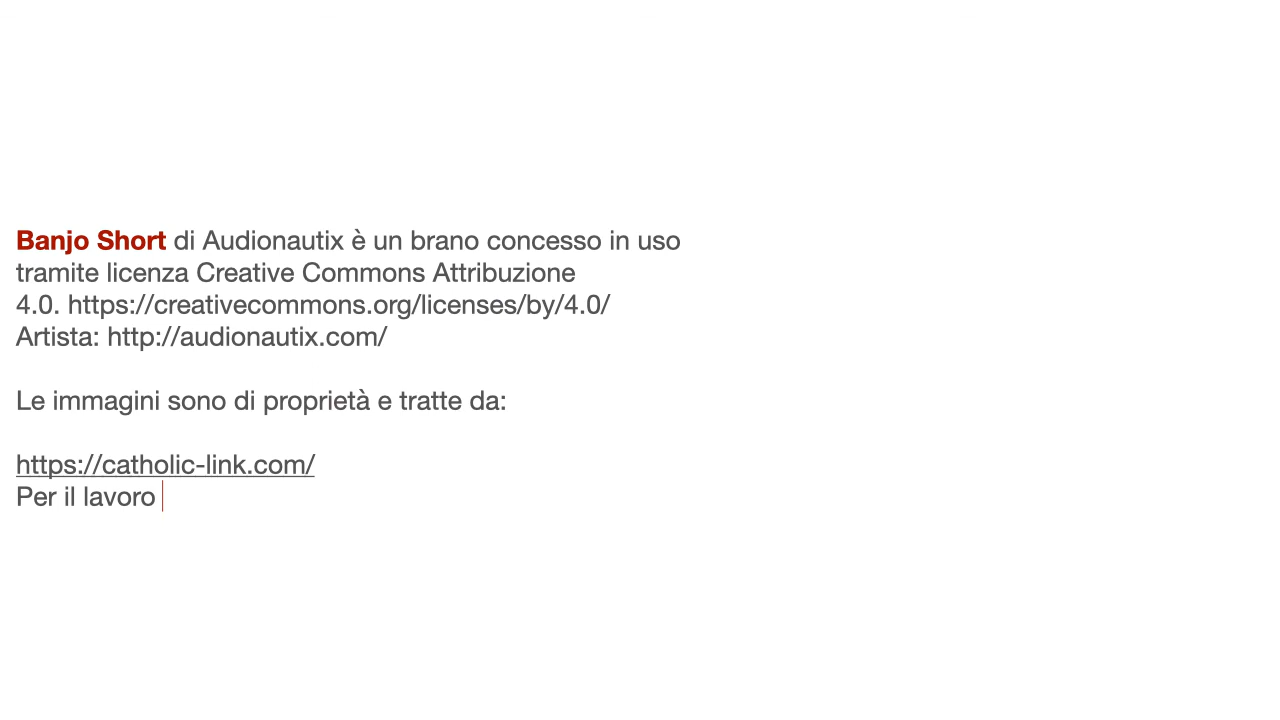 Banjo Short di Audionautix è un brano concesso in uso
tramite licenza Creative Commons Attribuzione
4.0. https://creativecommons.org/licenses/by/4.0/
Artista: http://audionautix.com/
Le immagini sono di proprietà e tratte da:
https://catholic-link.com/
Per il lavoro